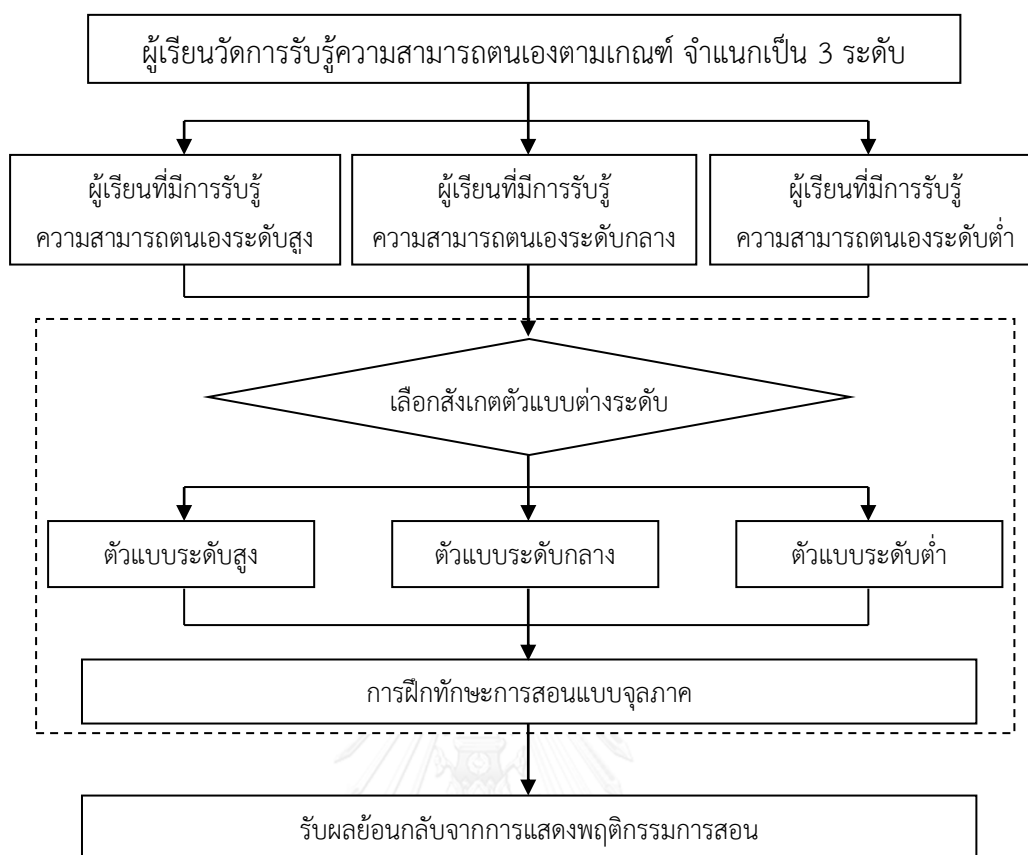 ผู้เรียนวัดการรับรู้ความสามารถตนเองตามเกณฑ์ จำแนกเป็น 3 ระดับ
ผู้เรียนที่มีการรับรู้
ความสามารถตนเองระดับสูง
ผู้เรียนที่มีการรับรู้
ความสามารถตนเองระดับกลาง
ผู้เรียนที่มีการรับรู้
ความสามารถตนเองระดับต่ำ
เลือกสังเกตตัวแบบต่างระดับ
ตัวแบบระดับสูง
ตัวแบบระดับกลาง
ตัวแบบระดับต่ำ
การฝึกทักษะการสอนแบบจุลภาค
รับผลย้อนกลับจากการแสดงพฤติกรรมการสอน